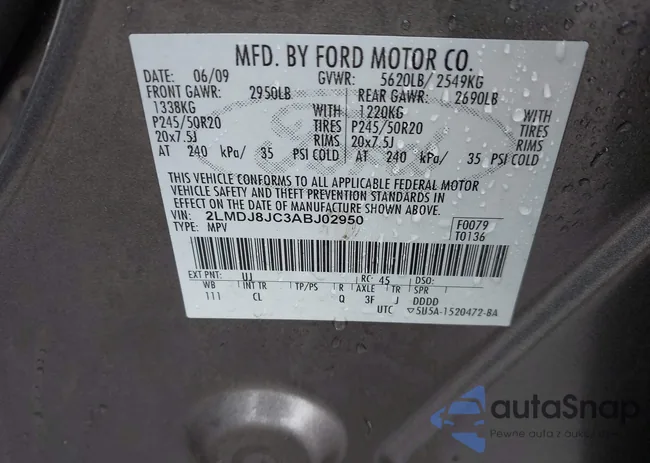 MFD. BY FORD MOTOR CO.
DATE: 06/09 GVWR: 5620LB/ 2549KG
FRONT GAWR: 2950LB REAR GAWR: 2690LB
1338KG WITH 1220KG WITH
P245/50R20 TIRES P245/50R20 TIRES
20x7.5J RIMS 20x7.5J RIMS
AT 240 kPa/ 35 PSI COLD AT 240 kPa/ 35 PSI COLD
THIS VEHICLE CONFORMS TO ALL APPLICABLE FEDERAL MOTOR
VEHICLE SAFETY AND THEFT PREVENTION STANDARDS IN
EFFECT ON THE DATE OF MANUFACTURE SHOWN ABOVE.
VIN: 2LMDJ8JC3ABJ02950 F0079
TYPE: MPV T0136
EXT PNT: UJ RC: 45 DSO:
WB INT TR TP/PS R AXLE TR SPR
111 CL Q 3F J DDDD
UTC ▽5U5A-1520472-BA
autaSnap
Pewne auta z aukcji